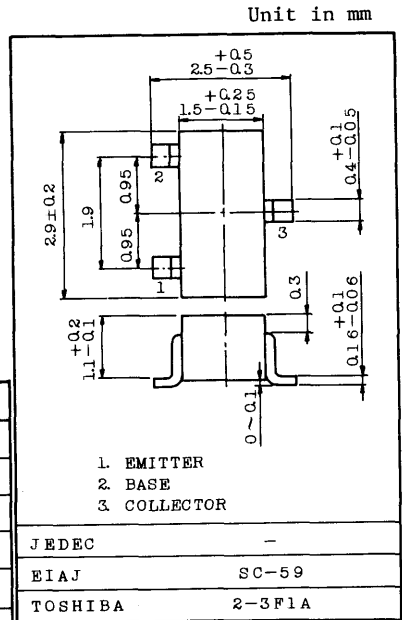 Unit in mm
+0.5
2.5-0.3
+0.25
1.5-0.15
2
3
1
2.9±0.2
1.9
0.95
0.95
+0.1
0.4-0.05
+0.2
1.1-0.1
0.3
+0.1
0.16-0.06
0~0.1
1. EMITTER
2. BASE
3. COLLECTOR
JEDEC -
EIAJ SC-59
TOSHIBA 2-3F1A